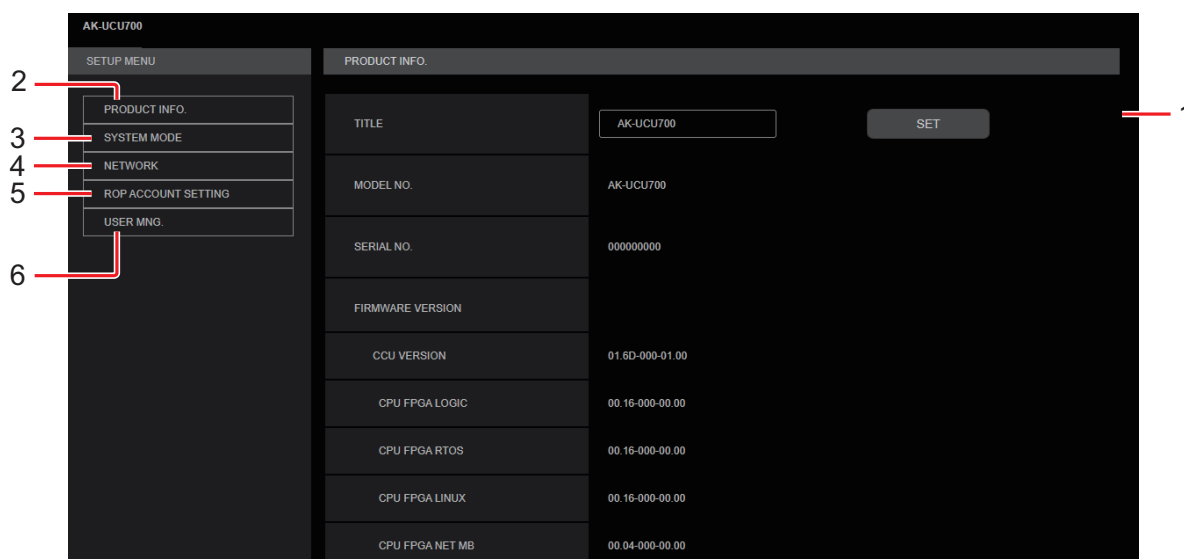 AK-UCU700
SETUP MENU
PRODUCT INFO.
2
PRODUCT INFO.
3
SYSTEM MODE
4
NETWORK
5
ROP ACCOUNT SETTING
USER MNG.
6
TITLE
AK-UCU700
SET
1
MODEL NO.
AK-UCU700
SERIAL NO.
000000000
FIRMWARE VERSION
CCU VERSION
01.6D-000-01.00
CPU FPGA LOGIC
00.16-000-00.00
CPU FPGA RTOS
00.16-000-00.00
CPU FPGA LINUX
00.16-000-00.00
CPU FPGA NET MB
00.04-000-00.00